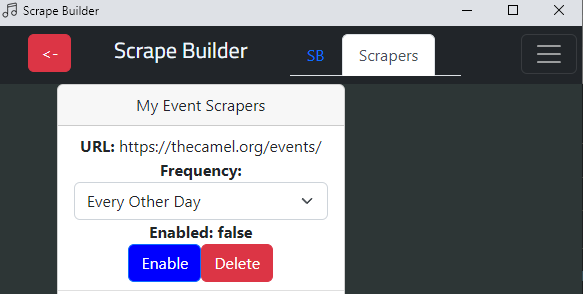 Scrape Builder
<- Scrape Builder SB Scrapers
My Event Scrapers
URL: https://thecamel.org/events/
Frequency:
Every Other Day
Enabled: false
Enable Delete